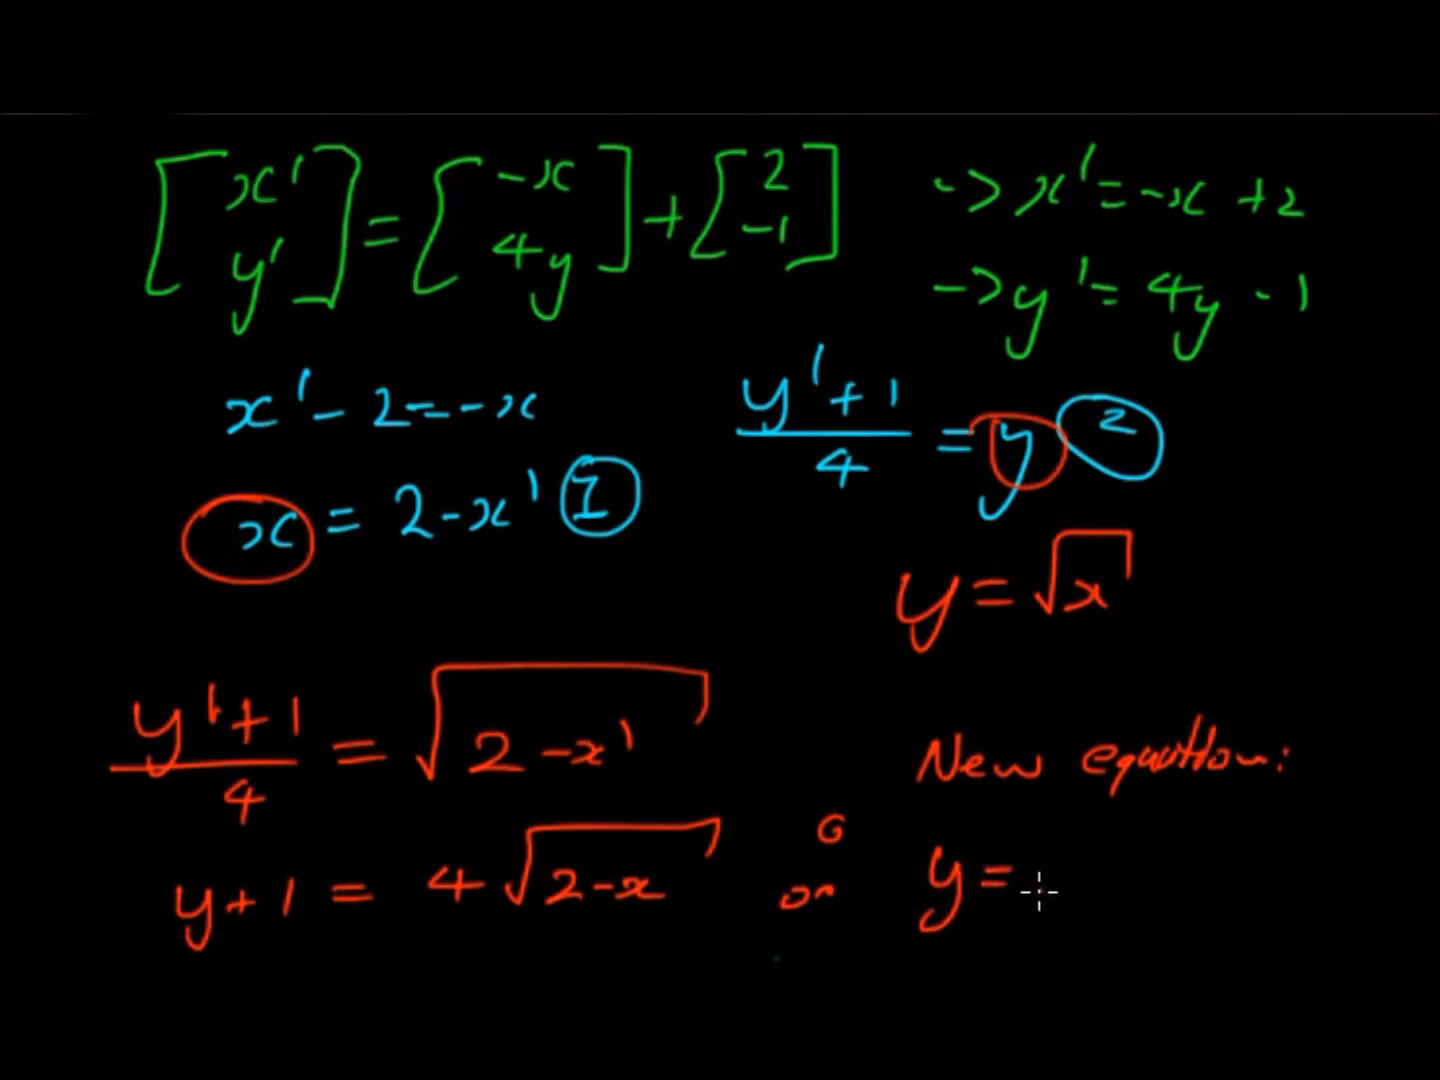 [x' y'] = [-x 4y] + [2 -1]
-> x' = -x + 2
-> y' = 4y - 1
x' - 2 = -x
x = 2 - x' I
(y' + 1)/4 = y 2
y = √x
(y' + 1)/4 = √(2 - x')
New equation:
y + 1 = 4√(2 - x) or y =